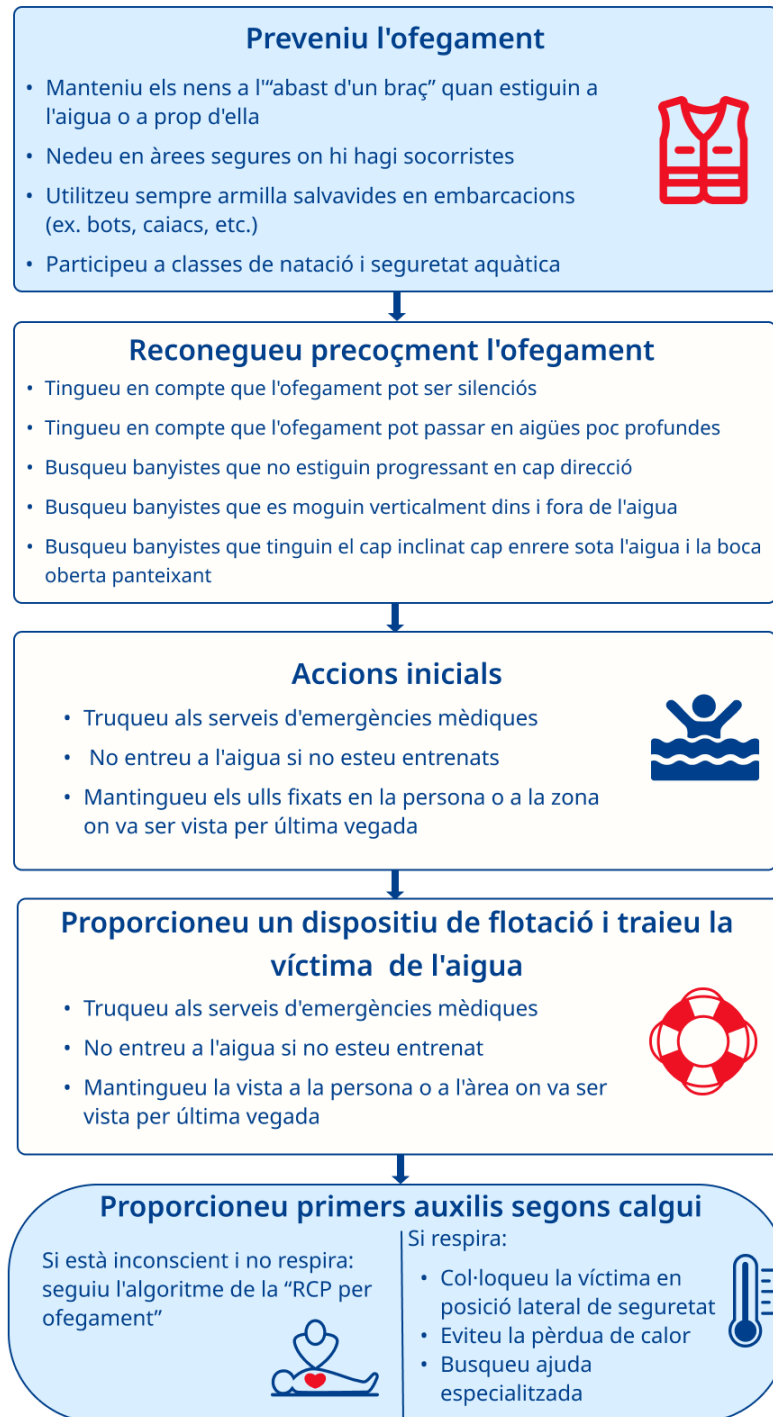 Preveniu l'ofegament
• Manteniu els nens a l'“abast d'un braç” quan estiguin a
l'aigua o a prop d'ella
• Nedeu en àrees segures on hi hagi socorristes
• Utilitzeu sempre armilla salvavides en embarcacions
(ex. bots, caiacs, etc.)
• Participeu a classes de natació i seguretat aquàtica
Reconegueu precoçment l'ofegament
• Tingueu en compte que l'ofegament pot ser silenciós
• Tingueu en compte que l'ofegament pot passar en aigües poc profundes
• Busqueu banyistes que no estiguin progressant en cap direcció
• Busqueu banyistes que es moguin verticalment dins i fora de l'aigua
• Busqueu banyistes que tinguin el cap inclinat cap enrere sota l'aigua i la boca
oberta panteixant
Accions inicials
• Truqueu als serveis d'emergències mèdiques
• No entreu a l'aigua si no esteu entrenats
• Mantingueu els ulls fixats en la persona o a la zona
on va ser vista per última vegada
Proporcioneu un dispositiu de flotació i traieu la
víctima de l'aigua
• Truqueu als serveis d'emergències mèdiques
• No entreu a l'aigua si no esteu entrenat
• Mantingueu la vista a la persona o a l'àrea on va ser
vista per última vegada
Proporcioneu primers auxilis segons calgui
Si està inconscient i no respira:
seguiu l'algoritme de la “RCP per
ofegament”
Si respira:
• Col·loqueu la víctima en
posició lateral de seguretat
• Eviteu la pèrdua de calor
• Busqueu ajuda
especialitzada